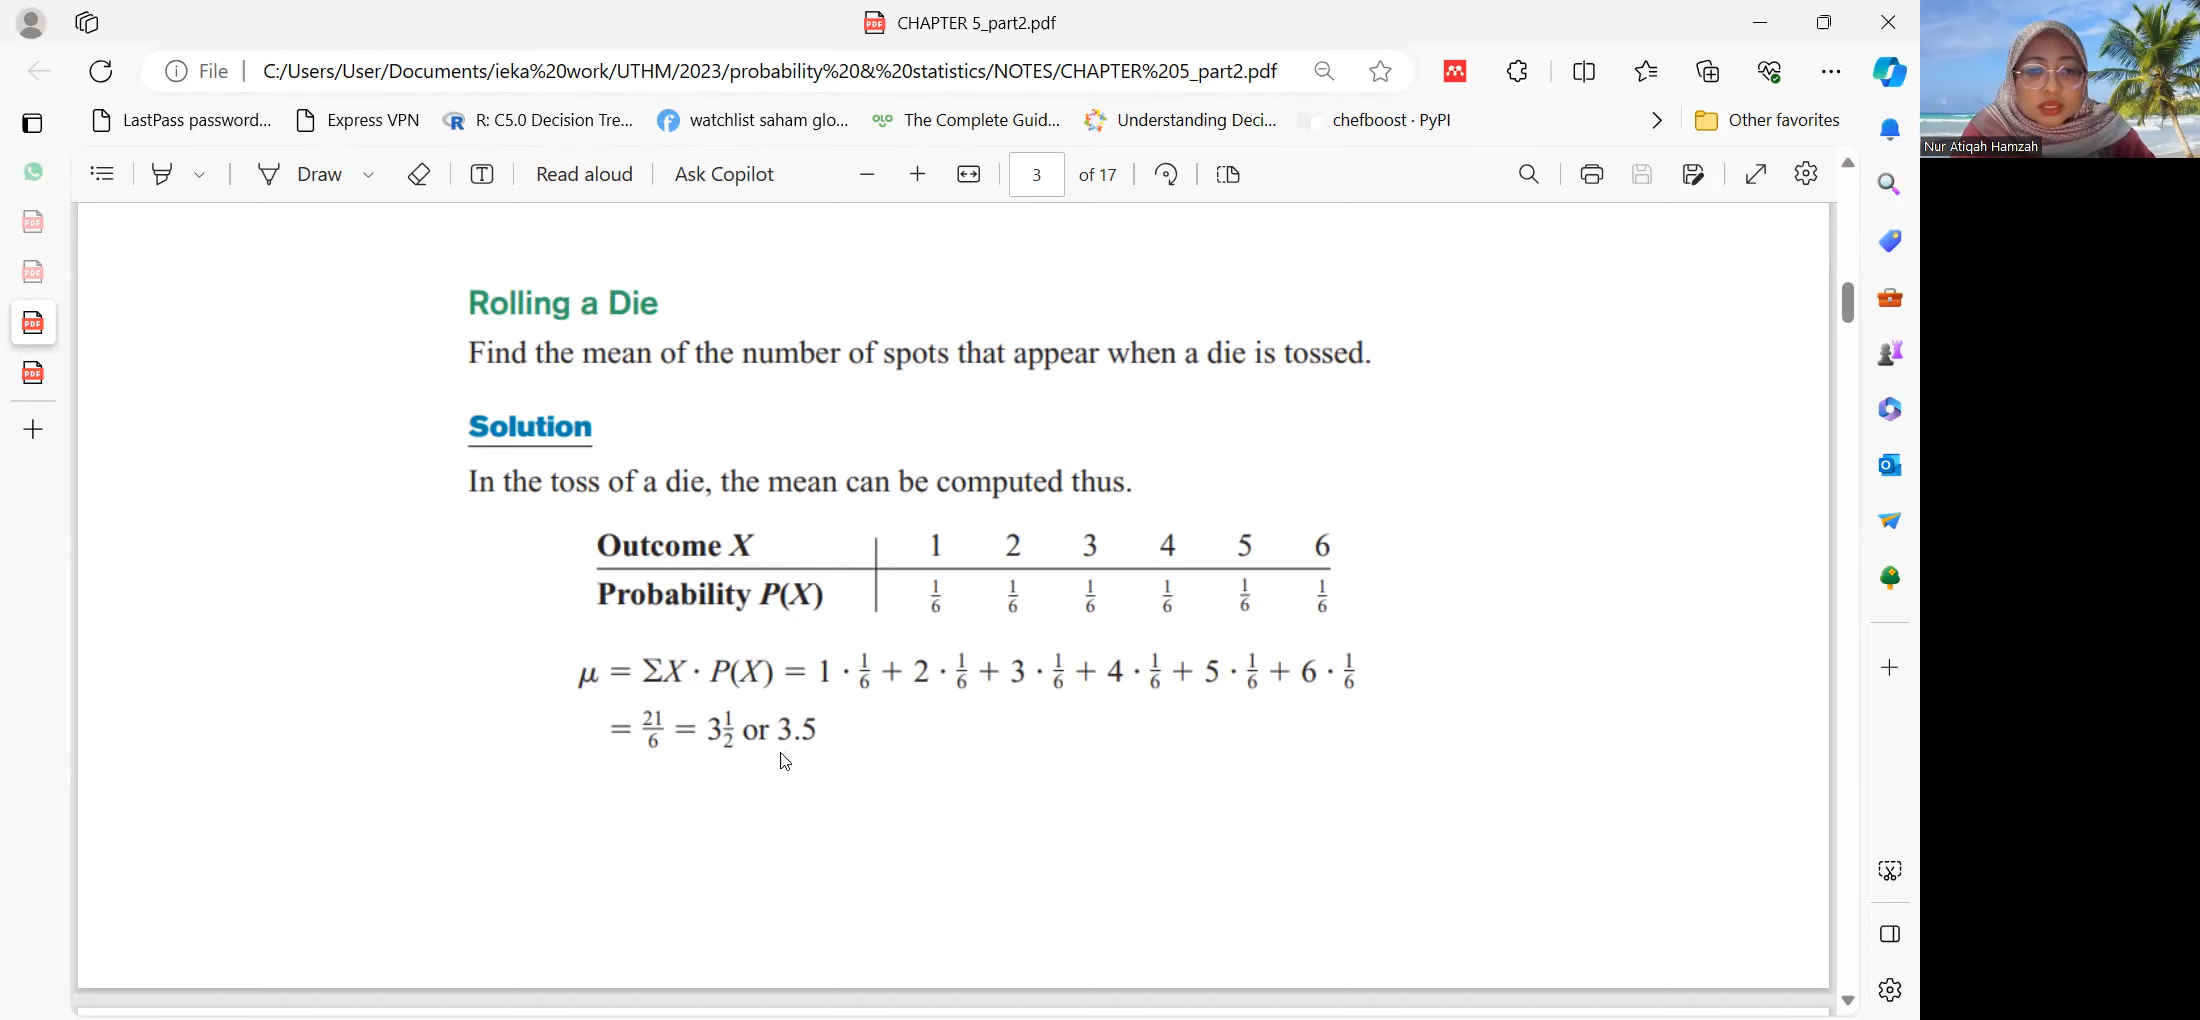 CHAPTER 5_part2.pdf
File
C:/Users/User/Documents/ieka%20work/UTHM/2023/probability%20&%20statistics/NOTES/CHAPTER%205_part2.pdf
LastPass password...
Express VPN
R: C5.0 Decision Tre...
watchlist saham glo...
The Complete Guid...
Understanding Deci...
chefboost · PyPI
Other favorites
Draw
Read aloud
Ask Copilot
3
of 17
Nur Atiqah Hamzah
Rolling a Die
Find the mean of the number of spots that appear when a die is tossed.
Solution
In the toss of a die, the mean can be computed thus.
Outcome X 1 2 3 4 5 6
Probability P(X) 1/6 1/6 1/6 1/6 1/6 1/6
μ = ΣX · P(X) = 1 · 1/6 + 2 · 1/6 + 3 · 1/6 + 4 · 1/6 + 5 · 1/6 + 6 · 1/6
= 21/6 = 3 1/2 or 3.5